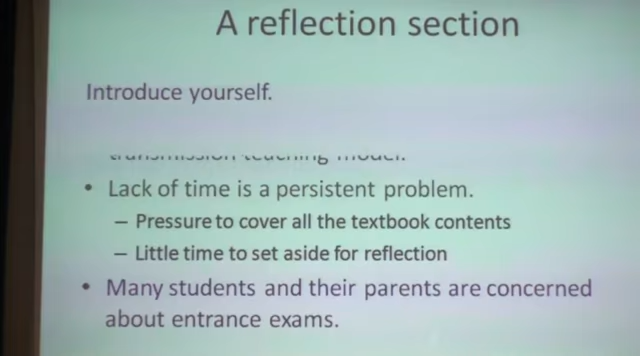 A reflection section
Introduce yourself.
transmission teaching model.
• Lack of time is a persistent problem.
– Pressure to cover all the textbook contents
– Little time to set aside for reflection
• Many students and their parents are concerned
about entrance exams.